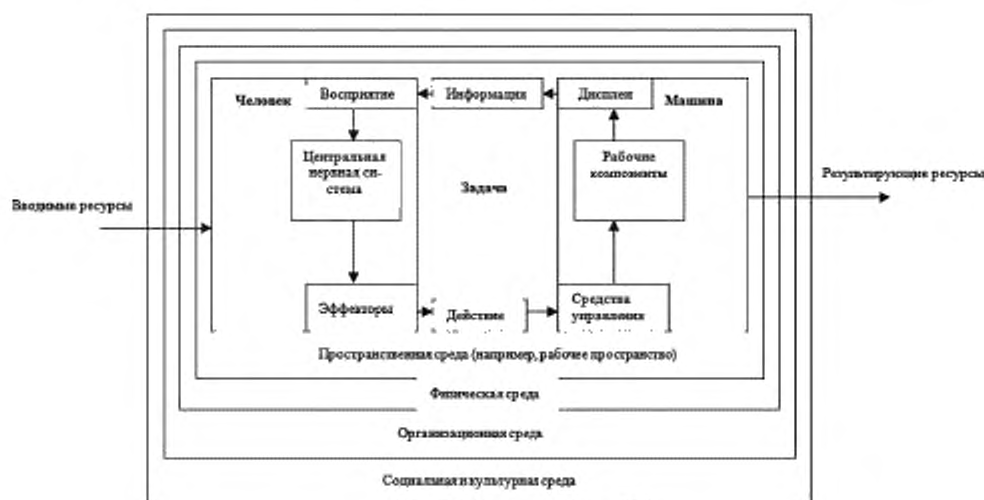 Человек
Восприятие
Информация
Дисплеи
Машина
Центральная
нервная си-
стема
Рабочие
компоненты
Задача
Результирующие ресурсы
Вводимые ресурсы
Эффекторы
Действие
Средства
управления
Пространственная среда (например, рабочее пространство)
Физическая среда
Организационная среда
Социальная и культурная среда